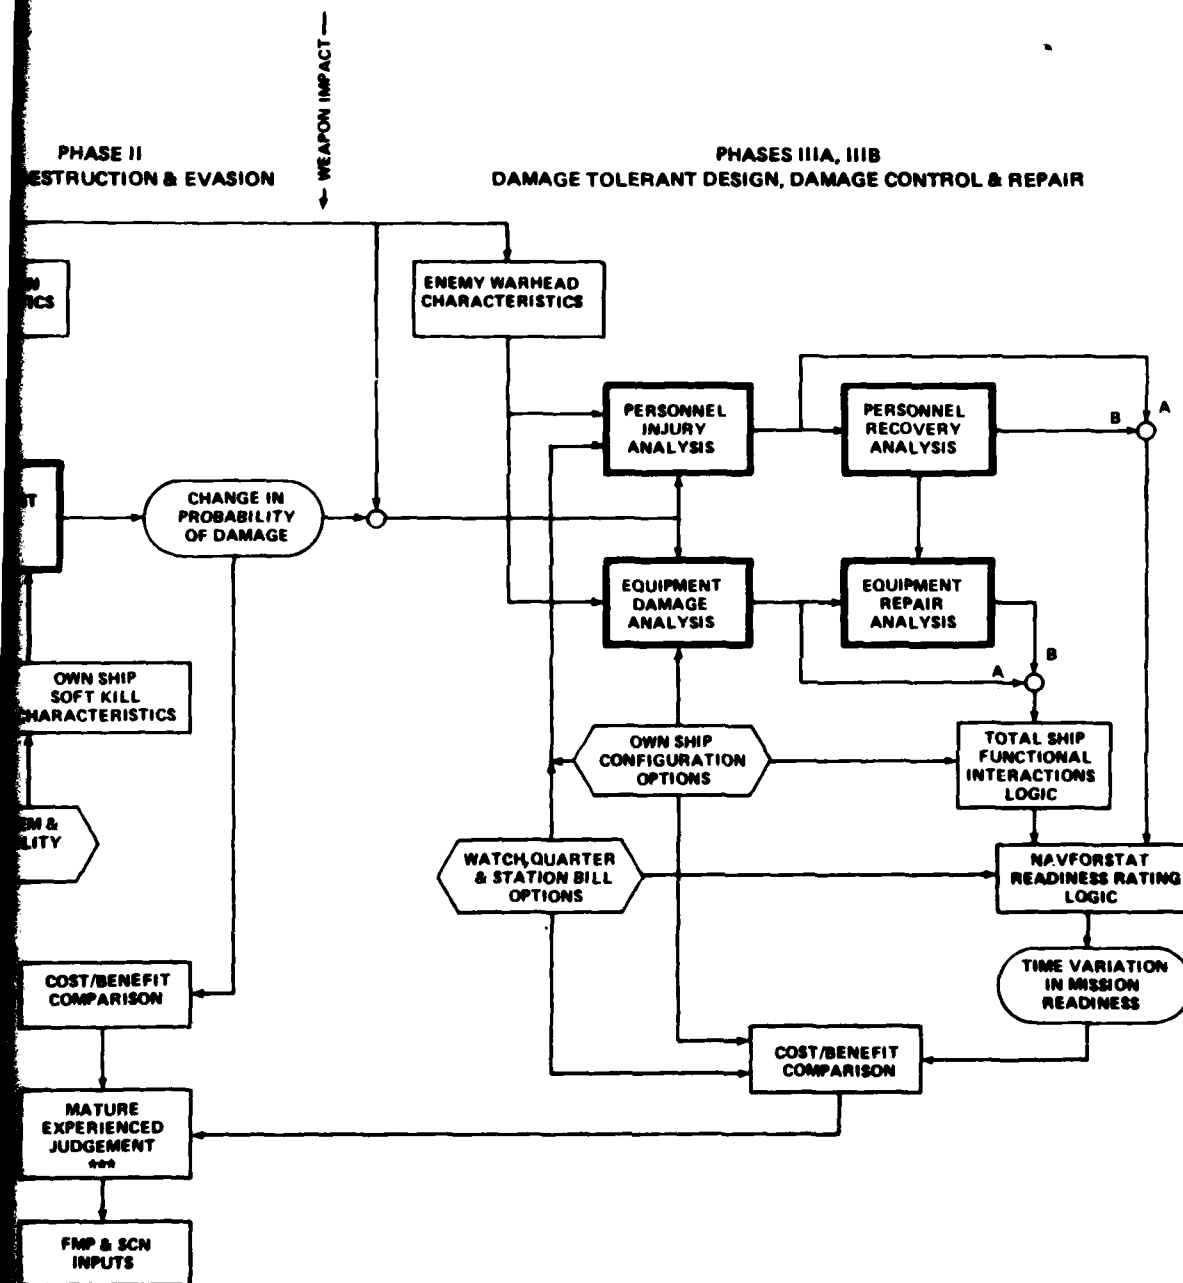 WEAPON IMPACT
PHASE II
ESTRUCTION & EVASION
PHASES IIIA, IIIB
DAMAGE TOLERANT DESIGN, DAMAGE CONTROL & REPAIR
ENEMY WARHEAD
CHARACTERISTICS
N
ICS
PERSONNEL
INJURY
ANALYSIS
PERSONNEL
RECOVERY
ANALYSIS
B
A
T
CHANGE IN
PROBABILITY
OF DAMAGE
EQUIPMENT
DAMAGE
ANALYSIS
EQUIPMENT
REPAIR
ANALYSIS
B
A
OWN SHIP
SOFT KILL
CHARACTERISTICS
OWN SHIP
CONFIGURATION
OPTIONS
TOTAL SHIP
FUNCTIONAL
INTERACTIONS
LOGIC
EM &
LITY
WATCH, QUARTER
& STATION BILL
OPTIONS
NAVFORSTAT
READINESS RATING
LOGIC
COST/BENEFIT
COMPARISON
TIME VARIATION
IN MISSION
READINESS
COST/BENEFIT
COMPARISON
MATURE
EXPERIENCED
JUDGEMENT
***
FMP & SCN
INPUTS